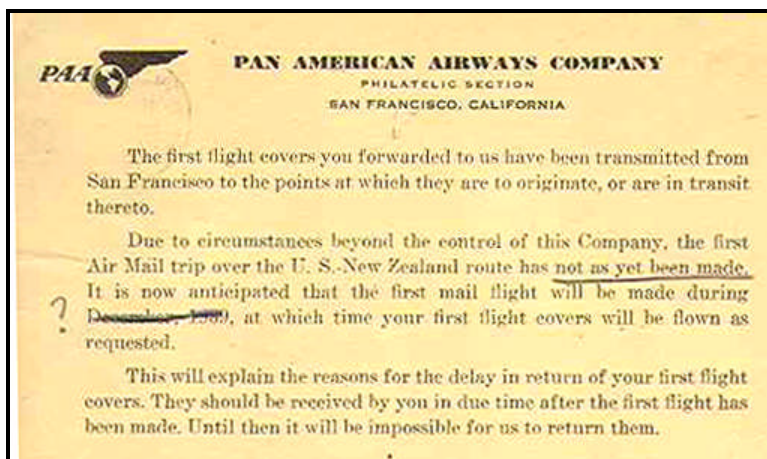 PAA
PAN AMERICAN AIRWAYS COMPANY
PHILATELIC SECTION
SAN FRANCISCO, CALIFORNIA
The first flight covers you forwarded to us have been transmitted from
San Francisco to the points at which they are to originate, or are in transit
thereto.
Due to circumstances beyond the control of this Company, the first
Air Mail trip over the U. S.-New Zealand route has not as yet been made.
It is now anticipated that the first mail flight will be made during
? December, 1939, at which time your first flight covers will be flown as
requested.
This will explain the reasons for the delay in return of your first flight
covers. They should be received by you in due time after the first flight has
been made. Until then it will be impossible for us to return them.